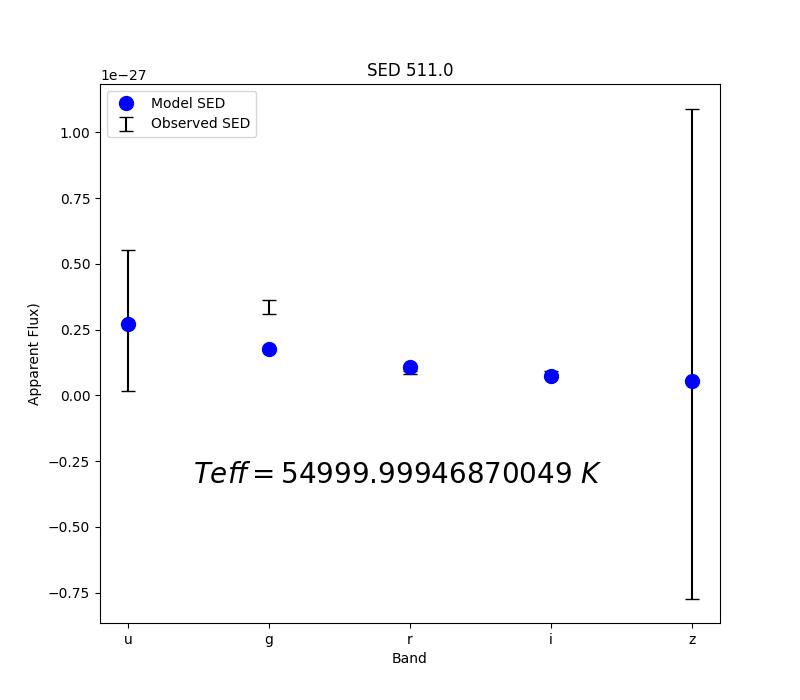 SED 511.0
1e−27
Model SED
Observed SED
1.00
0.75
0.50
0.25
0.00
−0.25
−0.50
−0.75
Apparent Flux)
Teff = 54999.99946870049 K
u g r i z
Band